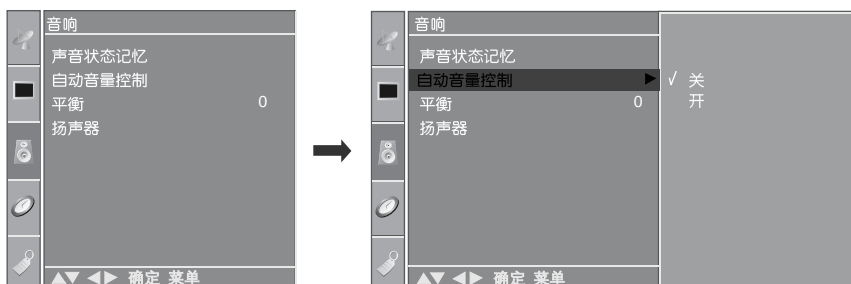 音响
声音状态记忆
自动音量控制
平衡 0
扬声器
▲▼ ◀▶ 确定 菜单
音响
声音状态记忆
自动音量控制 ▶
平衡 0
扬声器
√ 关
开
▲▼ ◀▶ 确定 菜单